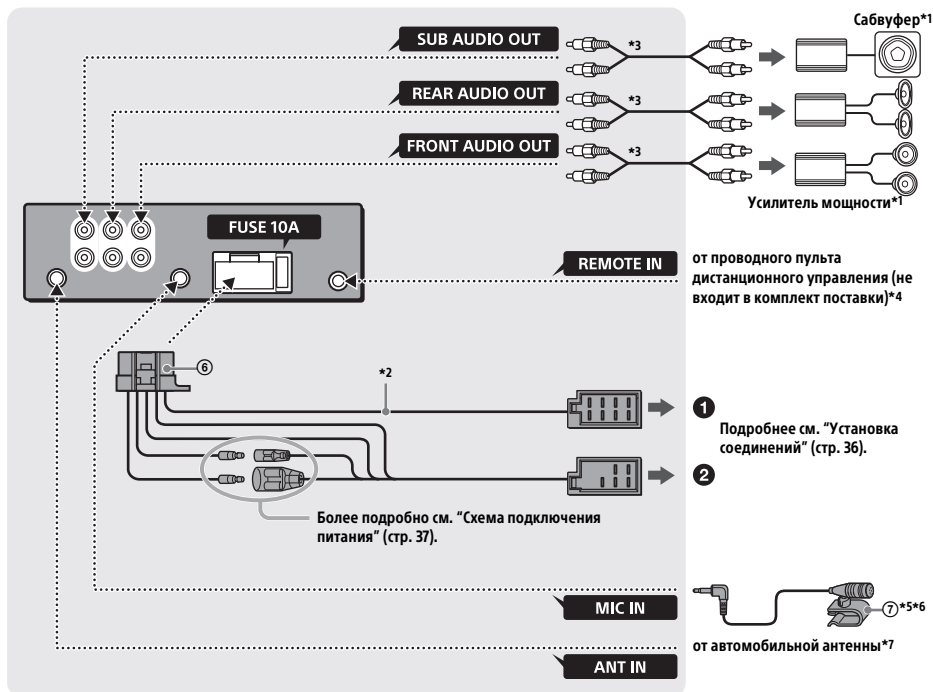 Сабвуфер*1
SUB AUDIO OUT
*3
REAR AUDIO OUT
*3
FRONT AUDIO OUT
*3
Усилитель мощности*1
FUSE 10A
REMOTE IN
от проводного пульта
дистанционного управления (не
входит в комплект поставки)*4
⑥
*2
❶
Подробнее см. "Установка
соединений" (стр. 36).
❷
Более подробно см. "Схема подключения
питания" (стр. 37).
MIC IN
⑦*5*6
от автомобильной антенны*7
ANT IN